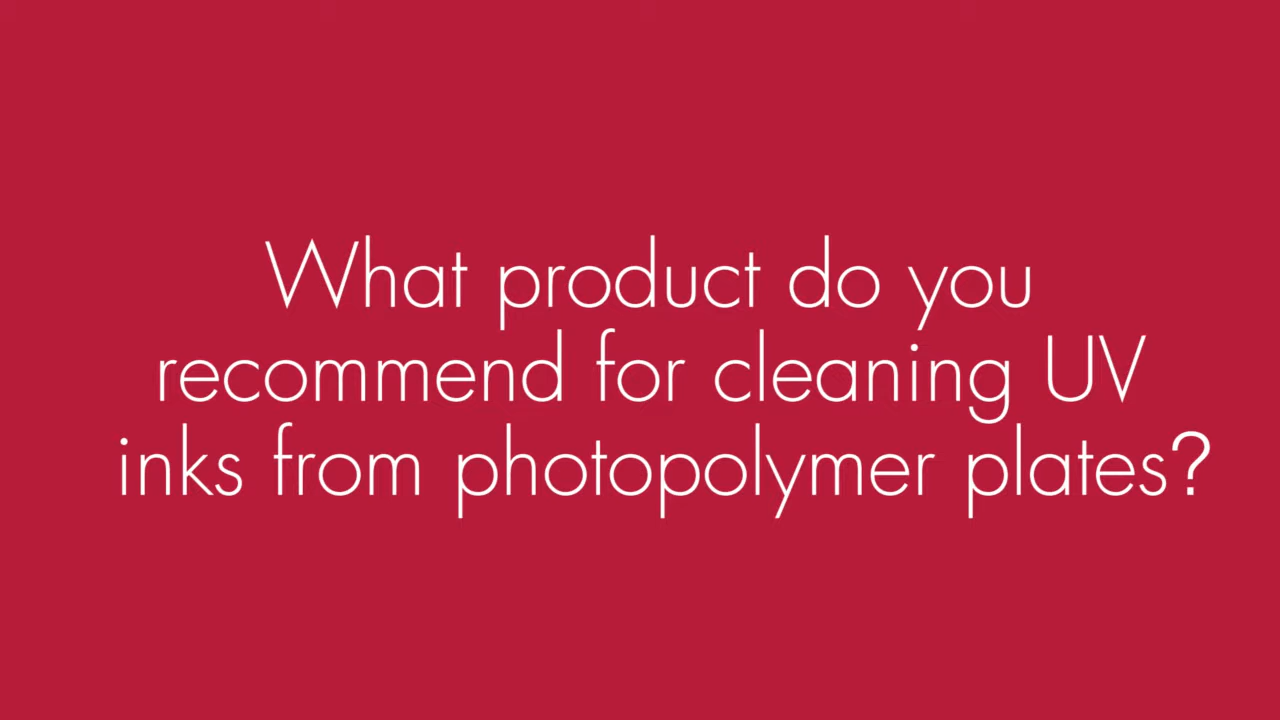 What product do you
recommend for cleaning UV
inks from photopolymer plates?